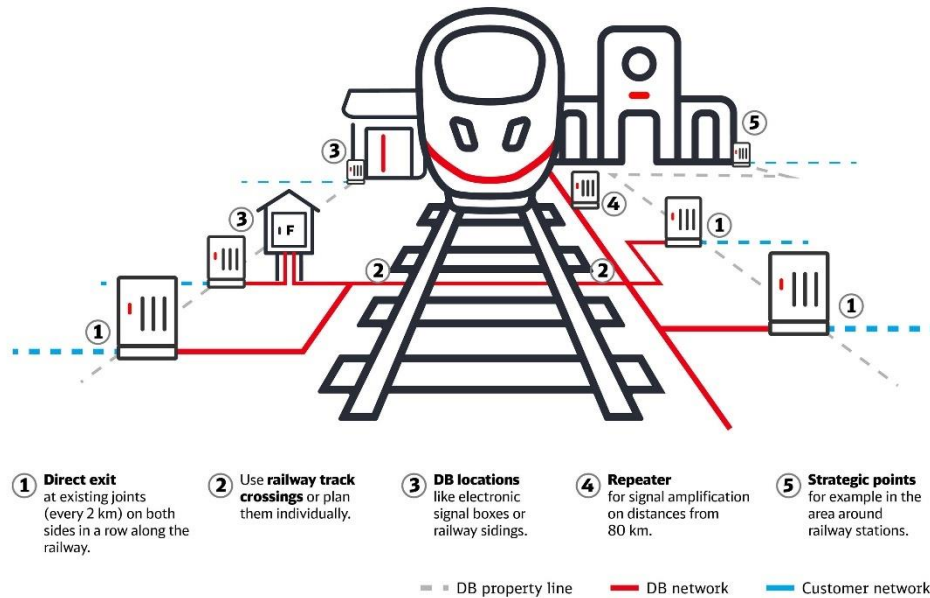 3
5
4
3
F
1
2
2
1
1
1
1 Direct exit
at existing joints
(every 2 km) on both
sides in a row along the
railway.
2 Use railway track
crossings or plan
them individually.
3 DB locations
like electronic
signal boxes or
railway sidings.
4 Repeater
for signal amplification
on distances from
80 km.
5 Strategic points
for example in the
area around
railway stations.
DB property line
DB network
Customer network